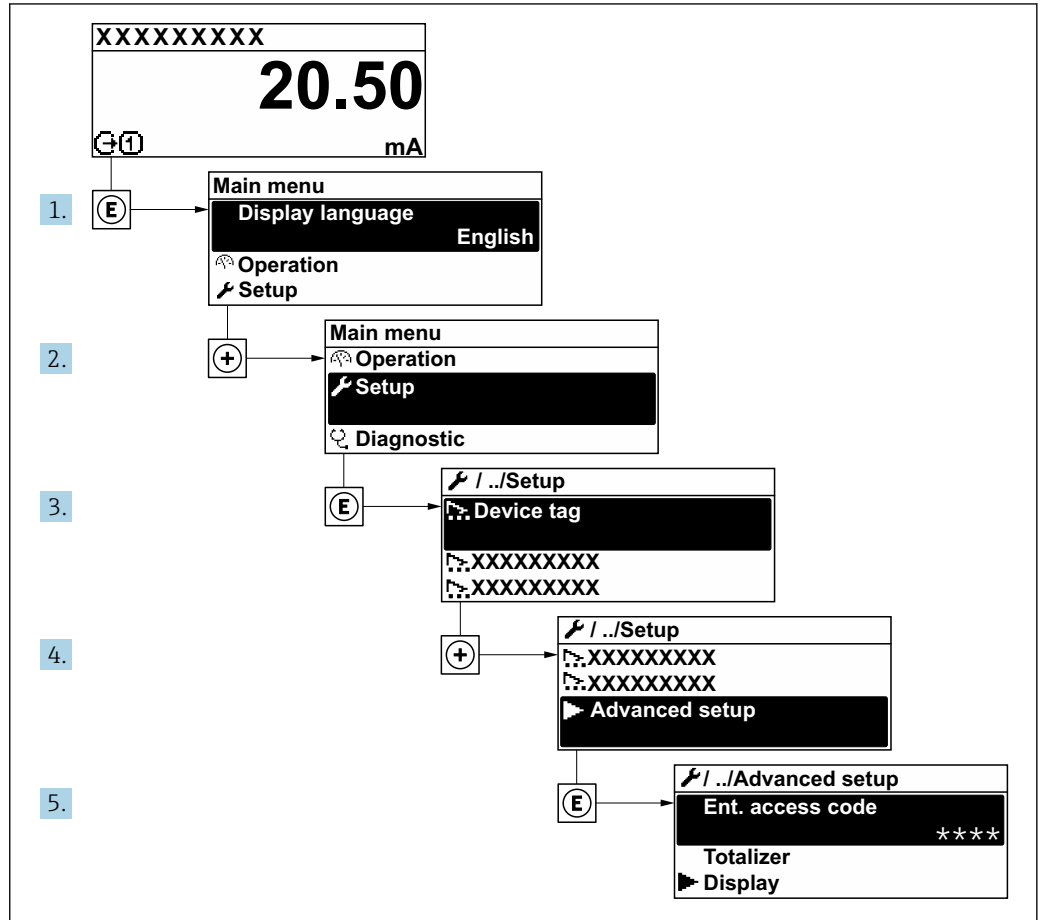 XXXXXXXXX
20.50
1 mA
1. E
Main menu
Display language
English
Operation
Setup
2. +
Main menu
Operation
Setup
Diagnostic
3. E
/ ../Setup
Device tag
XXXXXXXXX
XXXXXXXXX
4. +
/ ../Setup
XXXXXXXXX
XXXXXXXXX
Advanced setup
5. E
/ ../Advanced setup
Ent. access code
****
Totalizer
Display